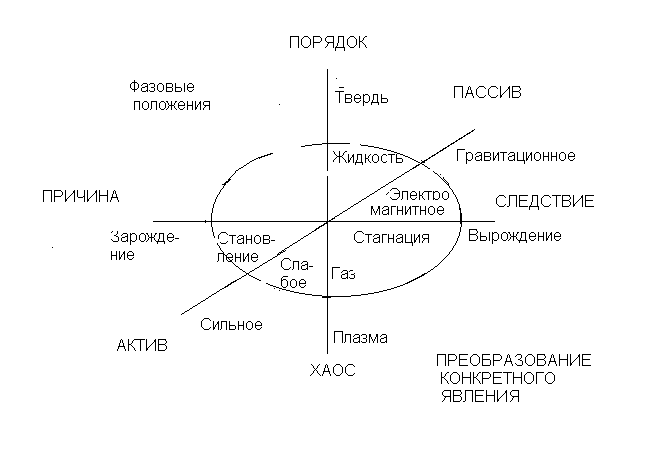 ПОРЯДОК
Фазовые
положения
Твердь
ПАССИВ
Жидкость
Гравитационное
ПРИЧИНА
Электро
магнитное
СЛЕДСТВИЕ
Зарожде-
ние
Станов-
ление
Стагнация
Вырождение
Сла-
бое
Газ
Сильное
АКТИВ
Плазма
ХАОС
ПРЕОБРАЗОВАНИЕ
КОНКРЕТНОГО
ЯВЛЕНИЯ